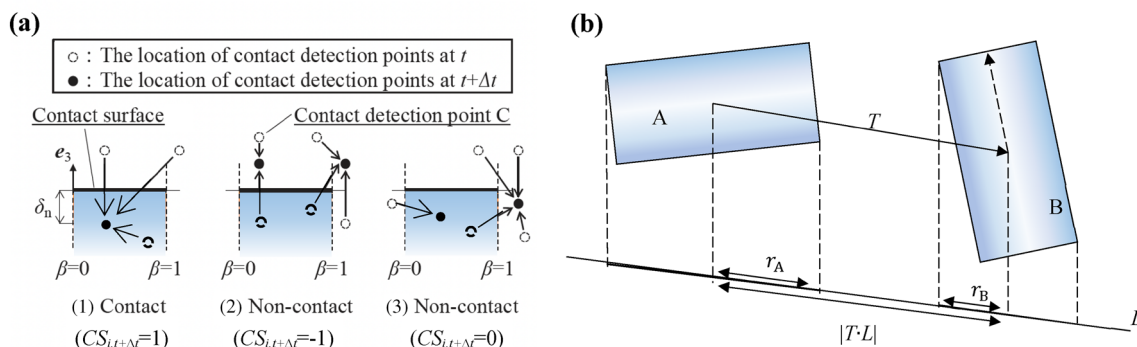 (a)
: The location of contact detection points at t
: The location of contact detection points at t+Δt
Contact surface
Contact detection point C
e₃
δₙ
β=0 β=1 β=0 β=1 β=0 β=1
(1) Contact (2) Non-contact (3) Non-contact
(CSᵢ,ₜ₊Δₜ=1) (CSᵢ,ₜ₊Δₜ=-1) (CSᵢ,ₜ₊Δₜ=0)
(b)
A
T
B
r_A
r_B
|T·L|
L